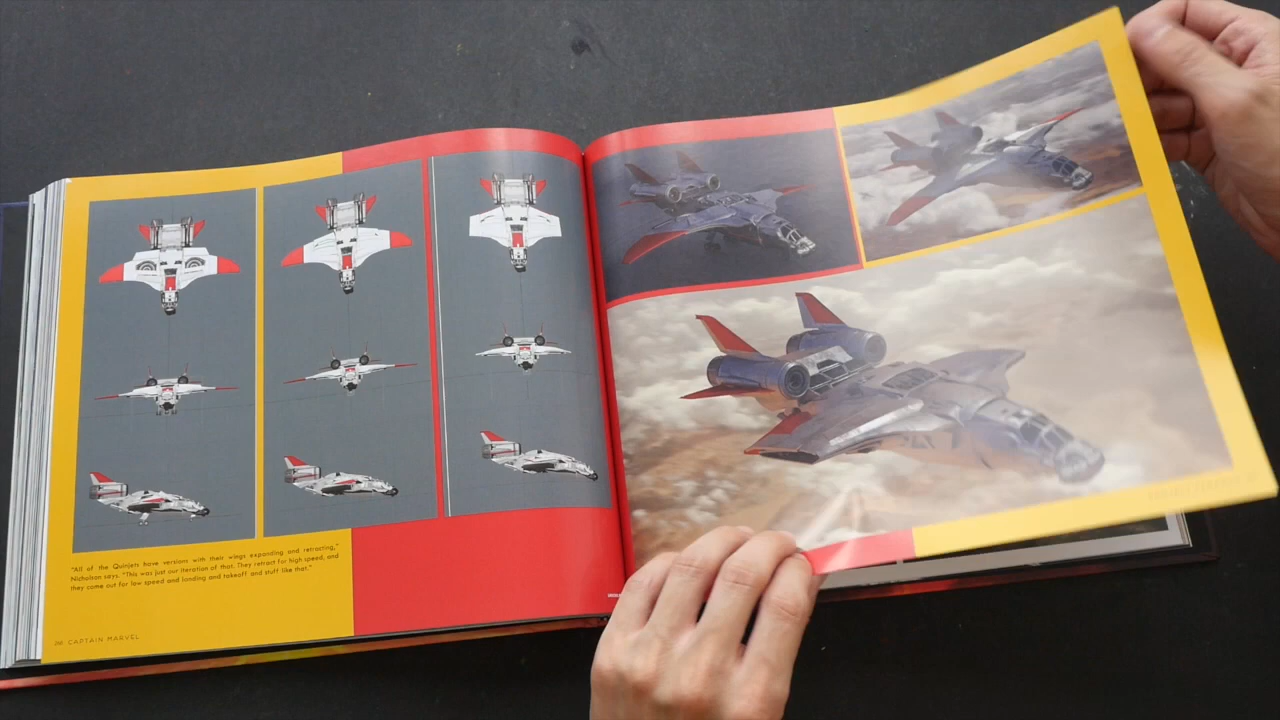 "All of the Quinjets have versions with their wings expanding and retracting,"
Nicholson says. "This was just our iteration of that. They retract for high speed, and
they come out for low speed and landing and takeoff and stuff like that."
CAPTAIN MARVEL